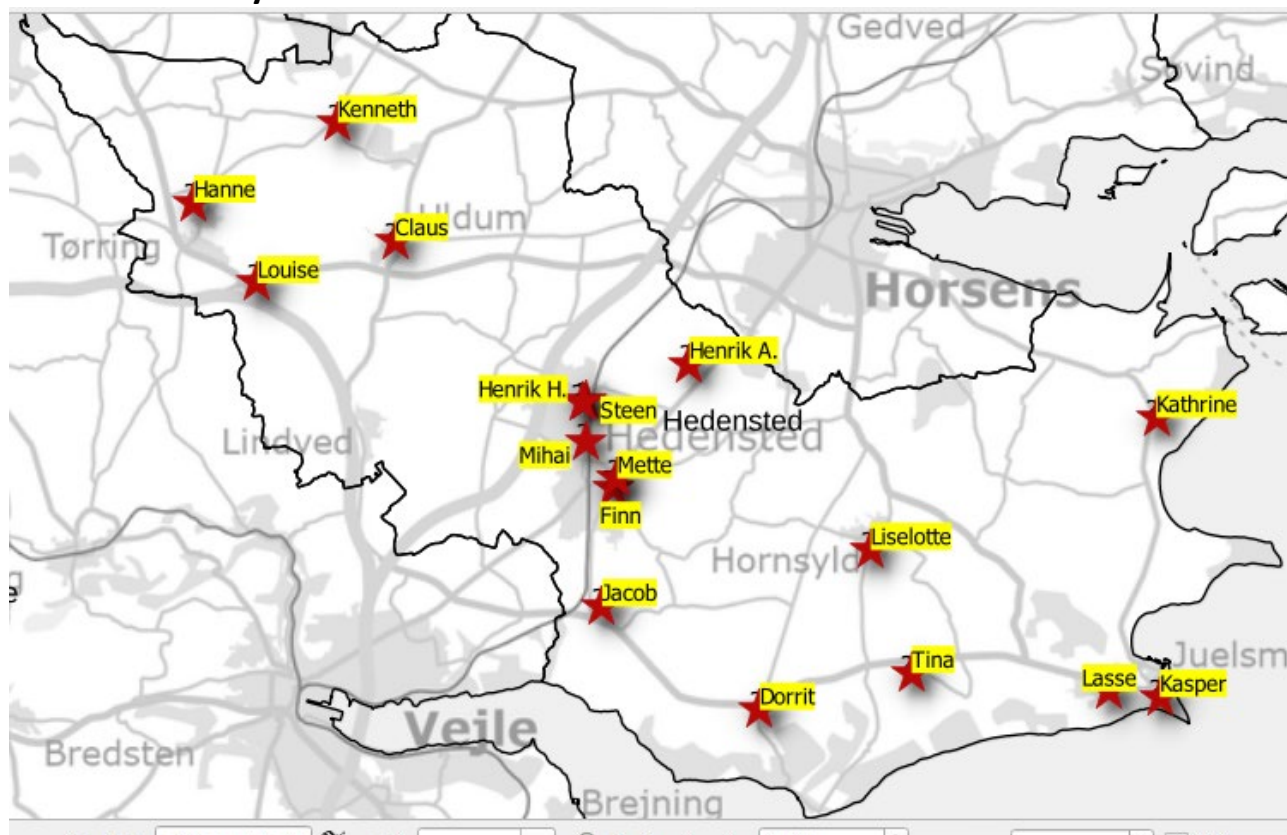 Gedved
Søvind
Kenneth
Hanne
Uldum
Claus
Tørring
Louise
Horsens
Henrik A.
Henrik H.
Steen
Kathrine
Hedensted
Hedensted
Lindved
Mihai
Mette
Finn
Liselotte
Hornsyld
Jacob
Tina
Juelsm
Lasse
Kasper
Dorrit
Vejle
Bredsten
Brejning